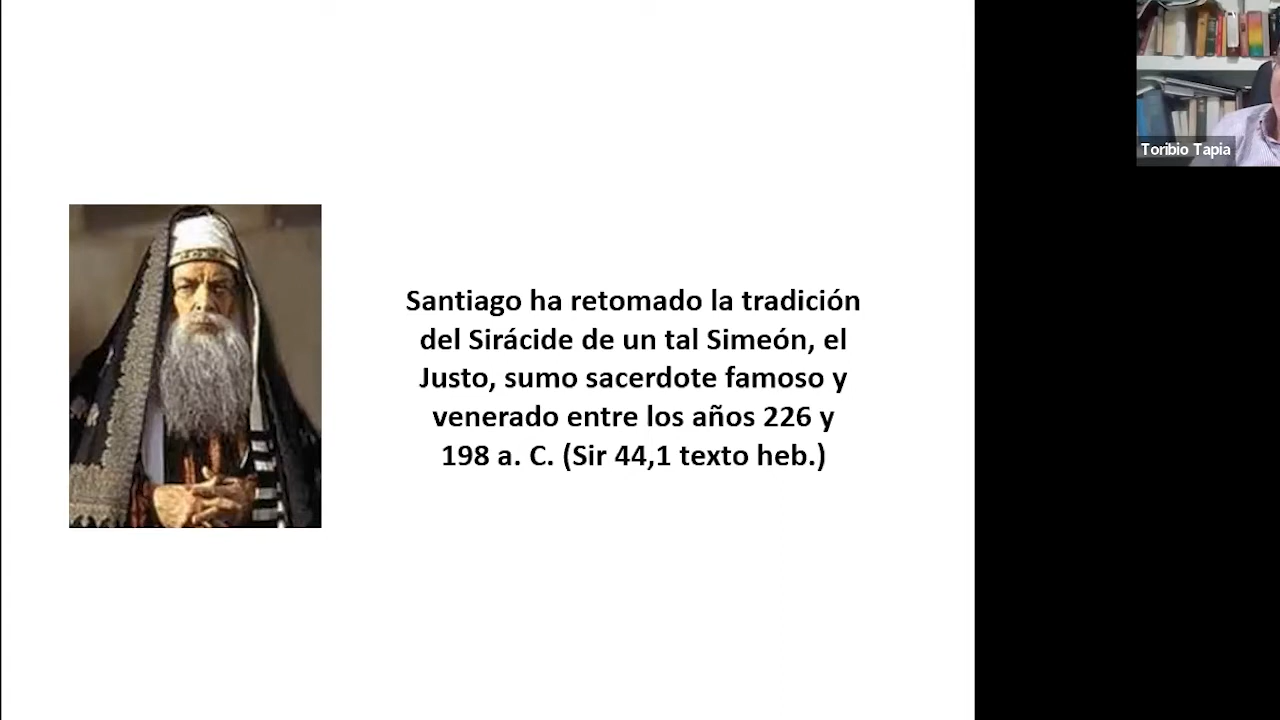 Santiago ha retomado la tradición
del Sirácide de un tal Simeón, el
Justo, sumo sacerdote famoso y
venerado entre los años 226 y
198 a. C. (Sir 44,1 texto heb.)
Toribio Tapia